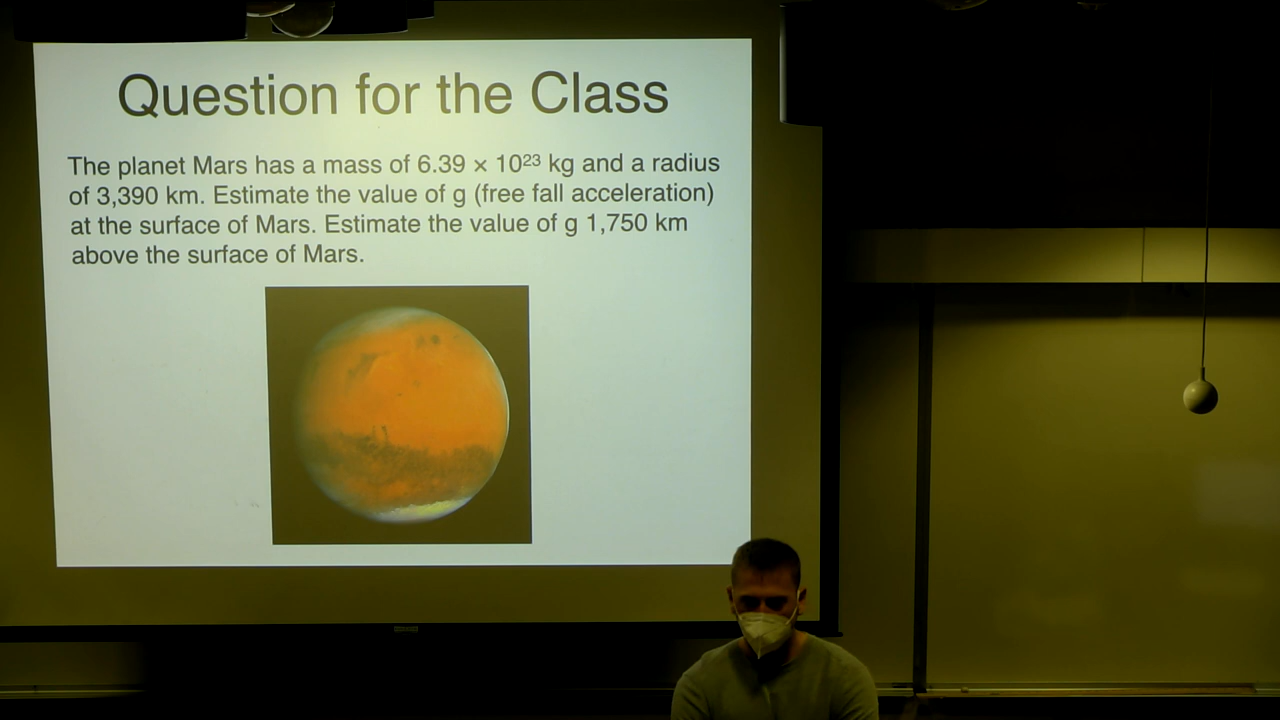 Question for the Class
The planet Mars has a mass of 6.39 × 10²³ kg and a radius
of 3,390 km. Estimate the value of g (free fall acceleration)
at the surface of Mars. Estimate the value of g 1,750 km
above the surface of Mars.